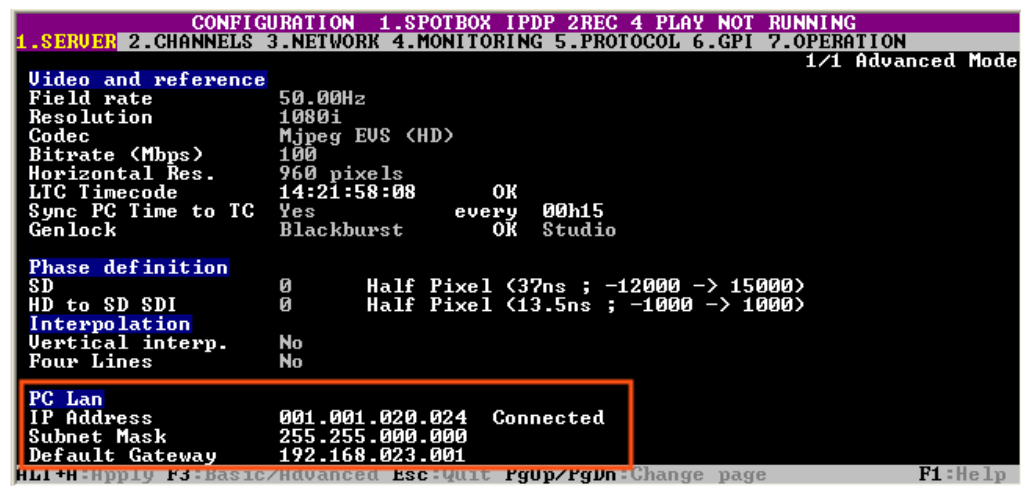 CONFIGURATION 1.SPOTBOX IPDP 2REC 4 PLAY NOT RUNNING
1.SERVER 2.CHANNELS 3.NETWORK 4.MONITORING 5.PROTOCOL 6.GPI 7.OPERATION
1/1 Advanced Mode
Video and reference
Field rate 50.00Hz
Resolution 1080i
Codec Mjpeg EVS (HD)
Bitrate (Mbps) 100
Horizontal Res. 960 pixels
LTC Timecode 14:21:58:08 OK
Sync PC Time to TC Yes every 00h15
Genlock Blackburst OK Studio
Phase definition
SD 0 Half Pixel (37ns ; -12000 -> 15000)
HD to SD SDI 0 Half Pixel (13.5ns ; -1000 -> 1000)
Interpolation
Vertical interp. No
Four Lines No
PC Lan
IP Address 001.001.020.024 Connected
Subnet Mask 255.255.000.000
Default Gateway 192.168.023.001
ALT+A:Apply F3:Basic/Advanced Esc:Quit PgUp/PgDn:Change page F1:Help